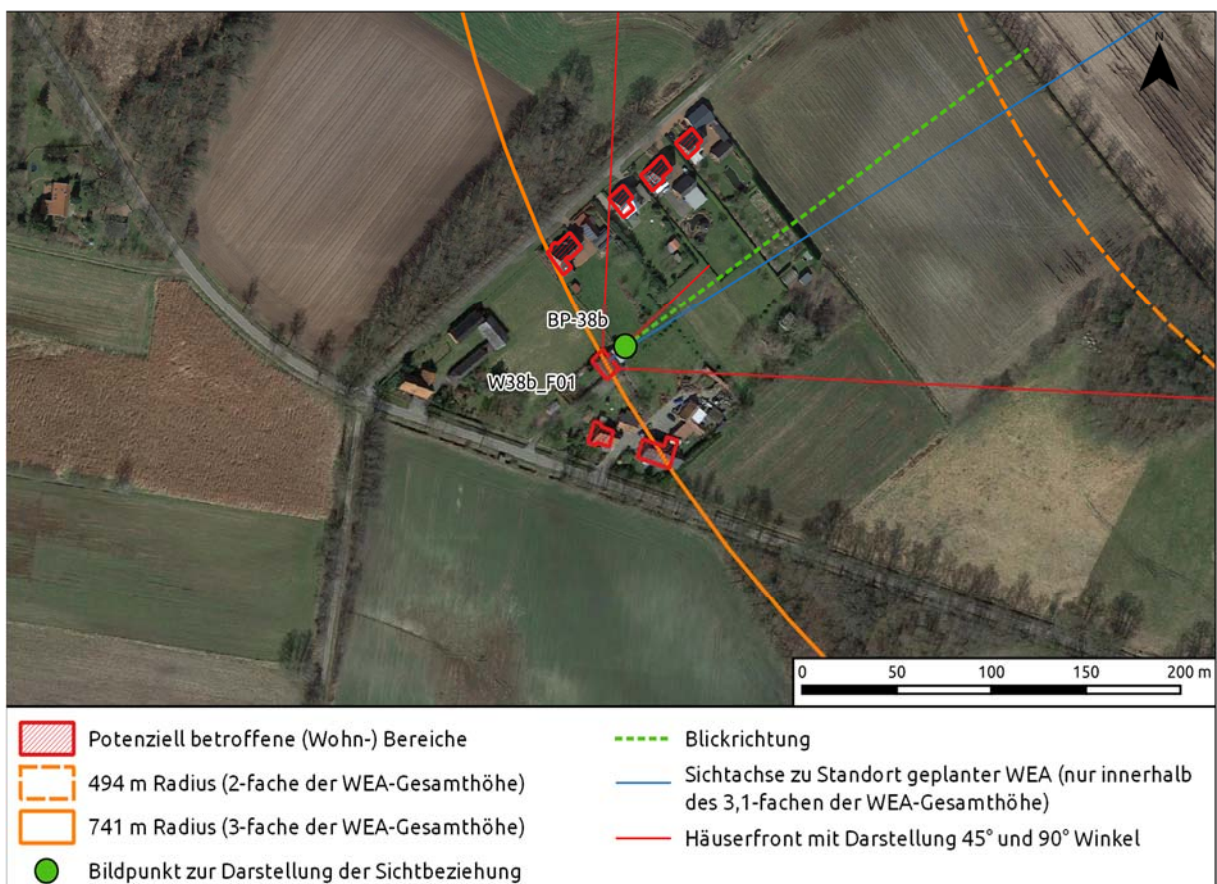 N
BP-38b
W38b_F01
0 50 100 150 200 m
Potenziell betroffene (Wohn-) Bereiche
494 m Radius (2-fache der WEA-Gesamthöhe)
741 m Radius (3-fache der WEA-Gesamthöhe)
Bildpunkt zur Darstellung der Sichtbeziehung
Blickrichtung
Sichtachse zu Standort geplanter WEA (nur innerhalb
des 3,1-fachen der WEA-Gesamthöhe)
Häuserfront mit Darstellung 45° und 90° Winkel